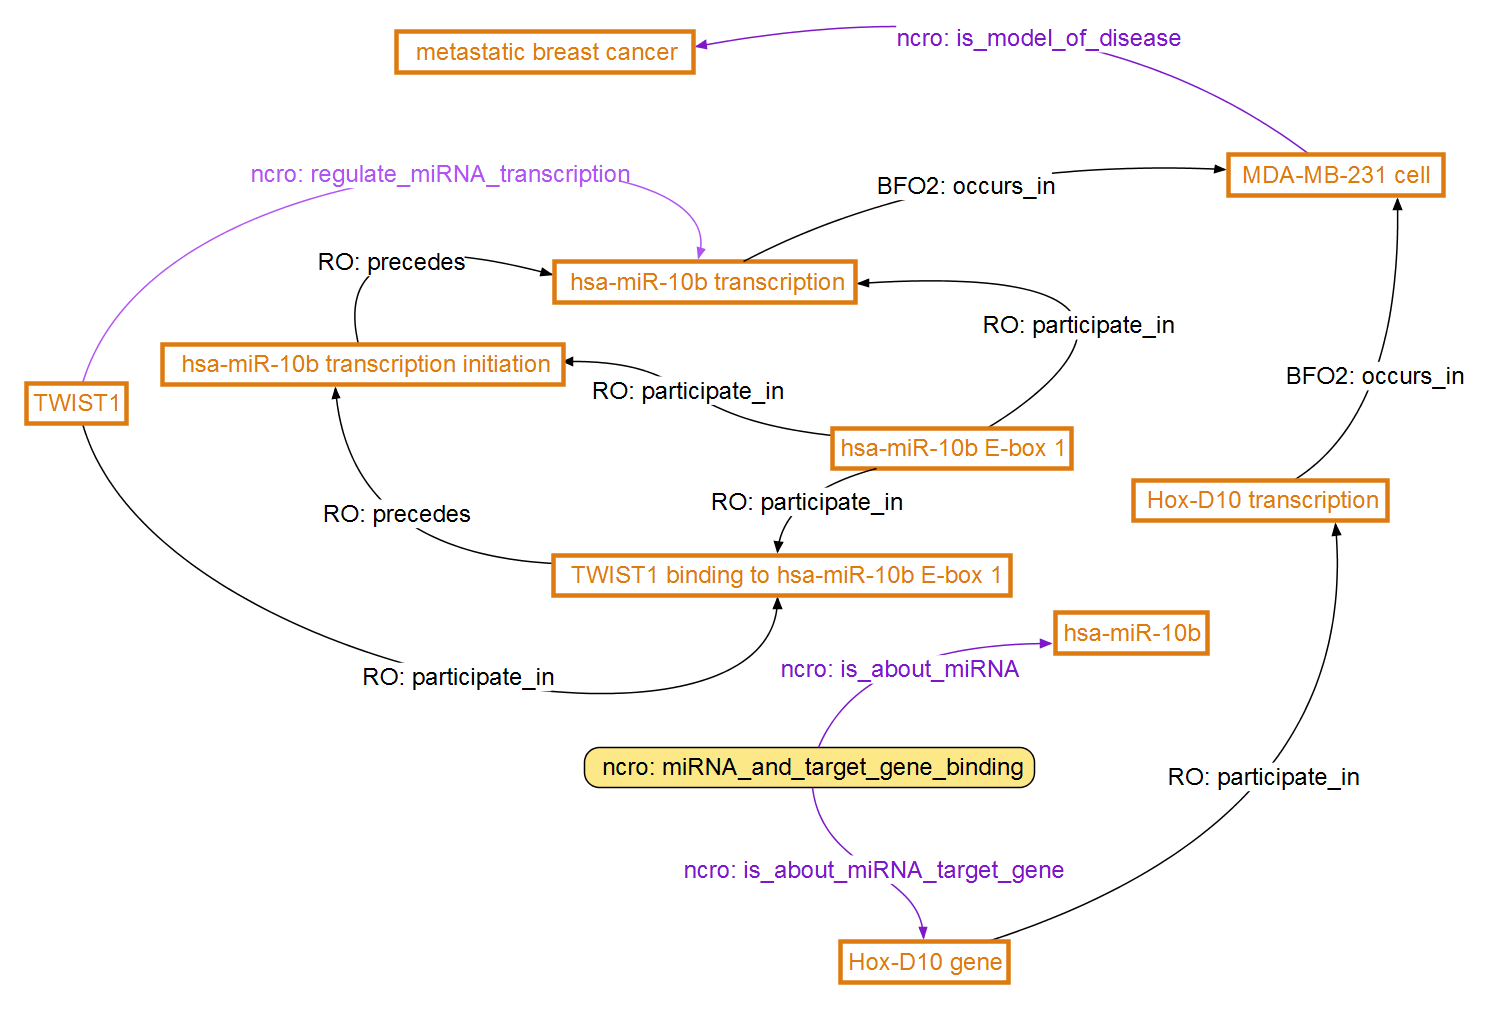 ncro: is_model_of_disease
metastatic breast cancer
ncro: regulate_miRNA_transcription
MDA-MB-231 cell
BFO2: occurs_in
RO: precedes
hsa-miR-10b transcription
RO: participate_in
hsa-miR-10b transcription initiation
BFO2: occurs_in
RO: participate_in
TWIST1
hsa-miR-10b E-box 1
Hox-D10 transcription
RO: participate_in
RO: precedes
TWIST1 binding to hsa-miR-10b E-box 1
hsa-miR-10b
ncro: is_about_miRNA
RO: participate_in
ncro: miRNA_and_target_gene_binding
RO: participate_in
ncro: is_about_miRNA_target_gene
Hox-D10 gene